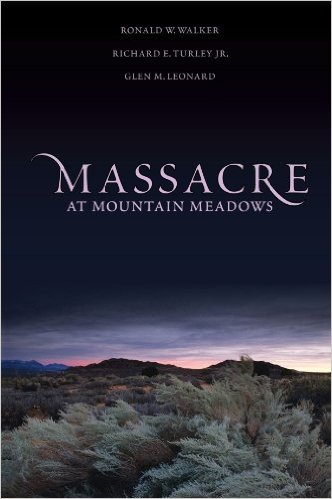 RONALD W. WALKER
RICHARD E. TURLEY JR.
GLEN M. LEONARD
MASSACRE
AT MOUNTAIN MEADOWS